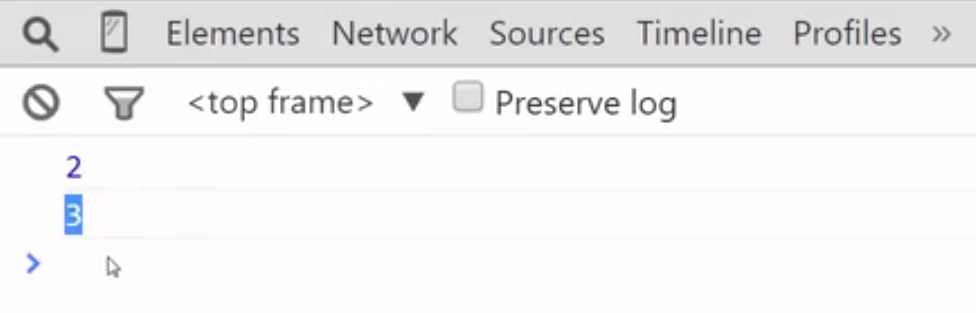 Elements Network Sources Timeline Profiles »
<top frame> ▼ Preserve log
2
3
>